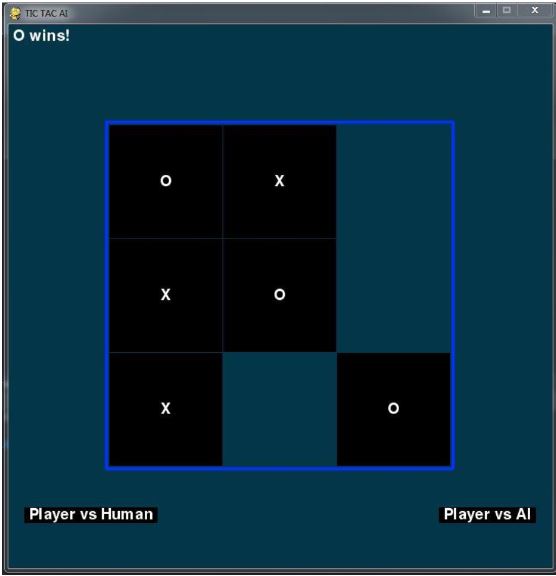 TIC TAC AI
O wins!
O X
X O
X O
Player vs Human Player vs AI